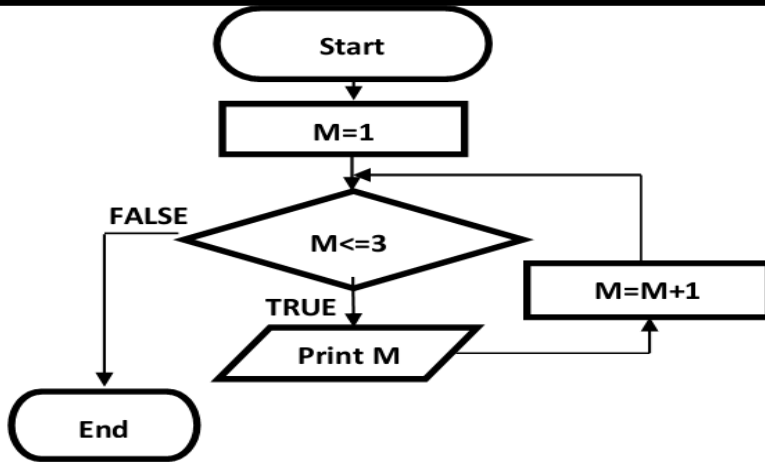 Start
M=1
FALSE
M<=3
M=M+1
TRUE
Print M
End